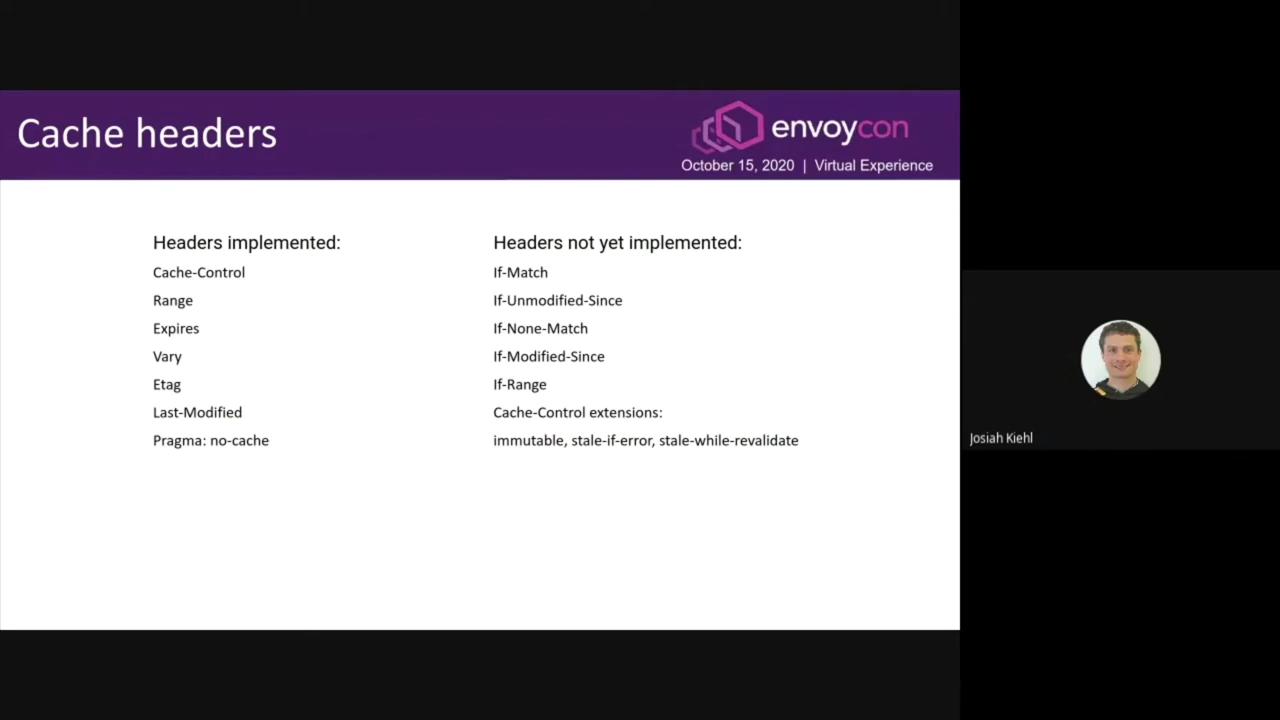 Cache headers
envoycon
October 15, 2020 | Virtual Experience
Headers implemented:
Cache-Control
Range
Expires
Vary
Etag
Last-Modified
Pragma: no-cache
Headers not yet implemented:
If-Match
If-Unmodified-Since
If-None-Match
If-Modified-Since
If-Range
Cache-Control extensions:
immutable, stale-if-error, stale-while-revalidate
Josiah Kiehl